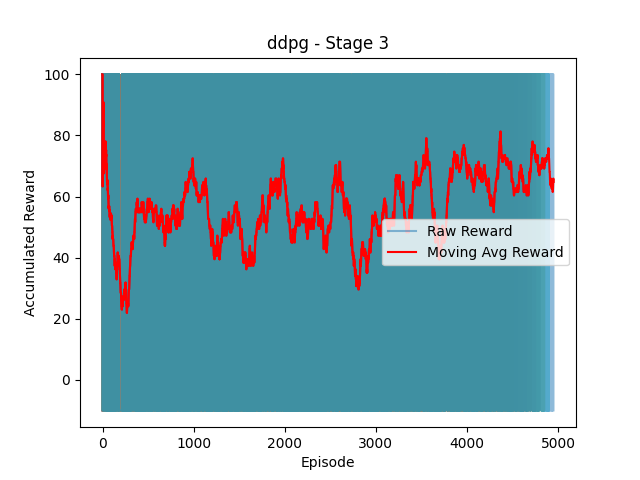 ddpg - Stage 3
Accumulated Reward
100
80
60
40
20
0
Raw Reward
Moving Avg Reward
0
1000
2000
3000
4000
5000
Episode